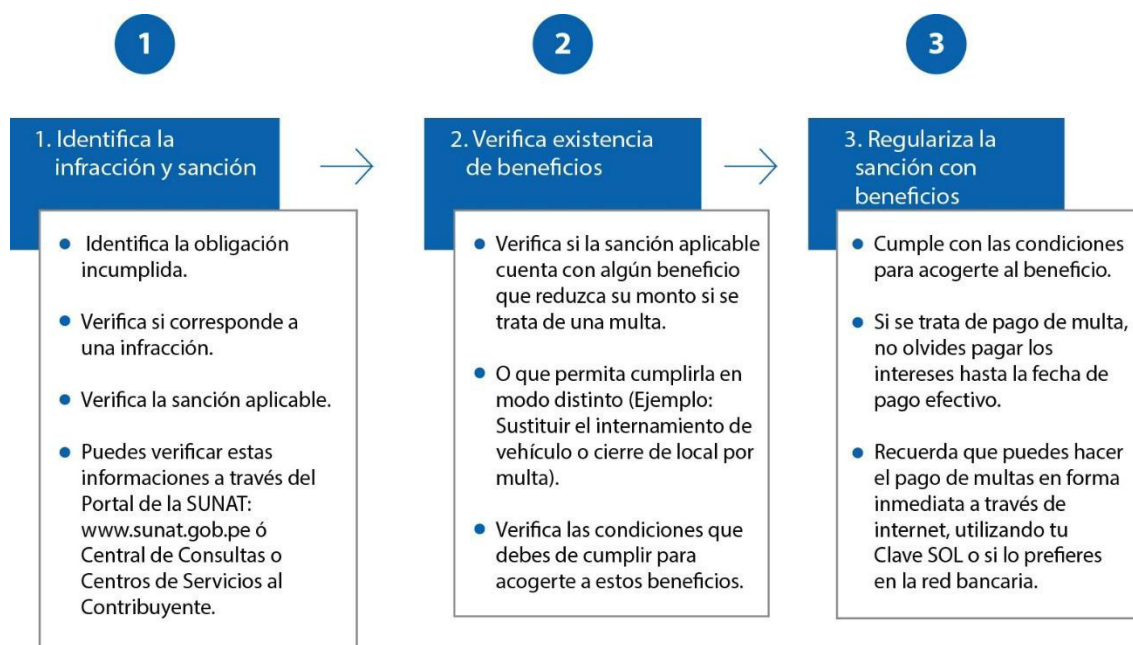 1
2
3
1. Identifica la
infracción y sanción
2. Verifica existencia
de beneficios
3. Regulariza la
sanción con
beneficios
Identifica la obligación
incumplida.
Verifica si corresponde a
una infracción.
Verifica la sanción aplicable.
Puedes verificar estas
informaciones a través del
Portal de la SUNAT:
www.sunat.gob.pe ó
Central de Consultas o
Centros de Servicios al
Contribuyente.
Verifica si la sanción aplicable
cuenta con algún beneficio
que reduzca su monto si se
trata de una multa.
O que permita cumplirla en
modo distinto (Ejemplo:
Sustituir el internamiento de
vehículo o cierre de local por
multa).
Verifica las condiciones que
debes de cumplir para
acogerte a estos beneficios.
Cumple con las condiciones
para acogerte al beneficio.
Si se trata de pago de multa,
no olvides pagar los
intereses hasta la fecha de
pago efectivo.
Recuerda que puedes hacer
el pago de multas en forma
inmediata a través de
internet, utilizando tu
Clave SOL o si lo prefieres
en la red bancaria.